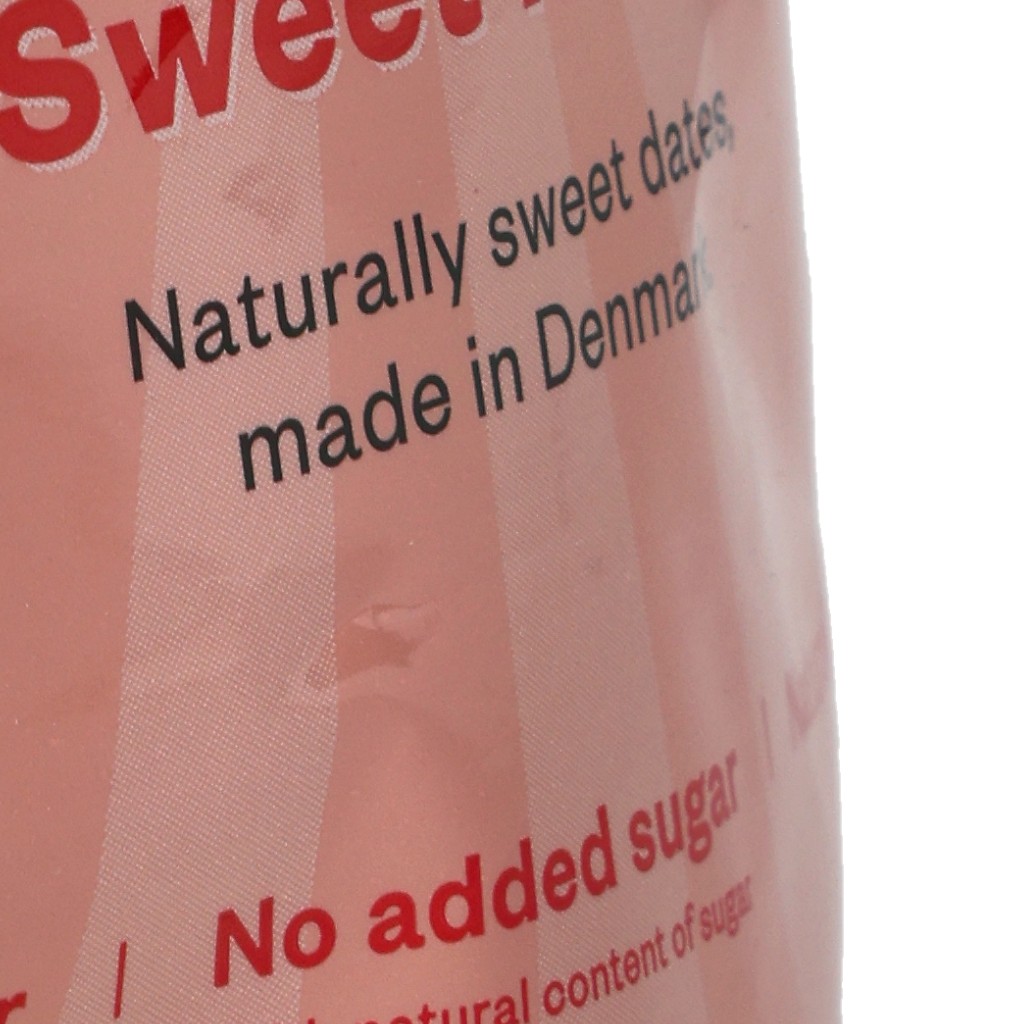 Sweet
Naturally sweet dates,
made in Denmark
No added sugar
natural content of sugar